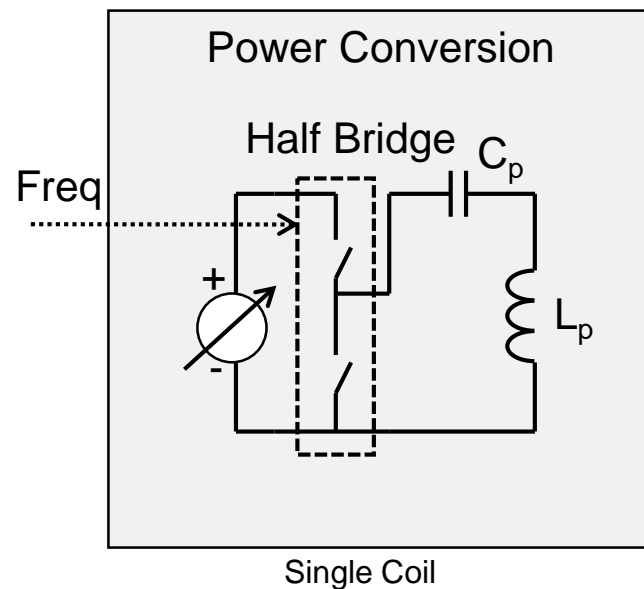 Power Conversion
Half Bridge
Cp
Freq
+
Lp
-
Single Coil